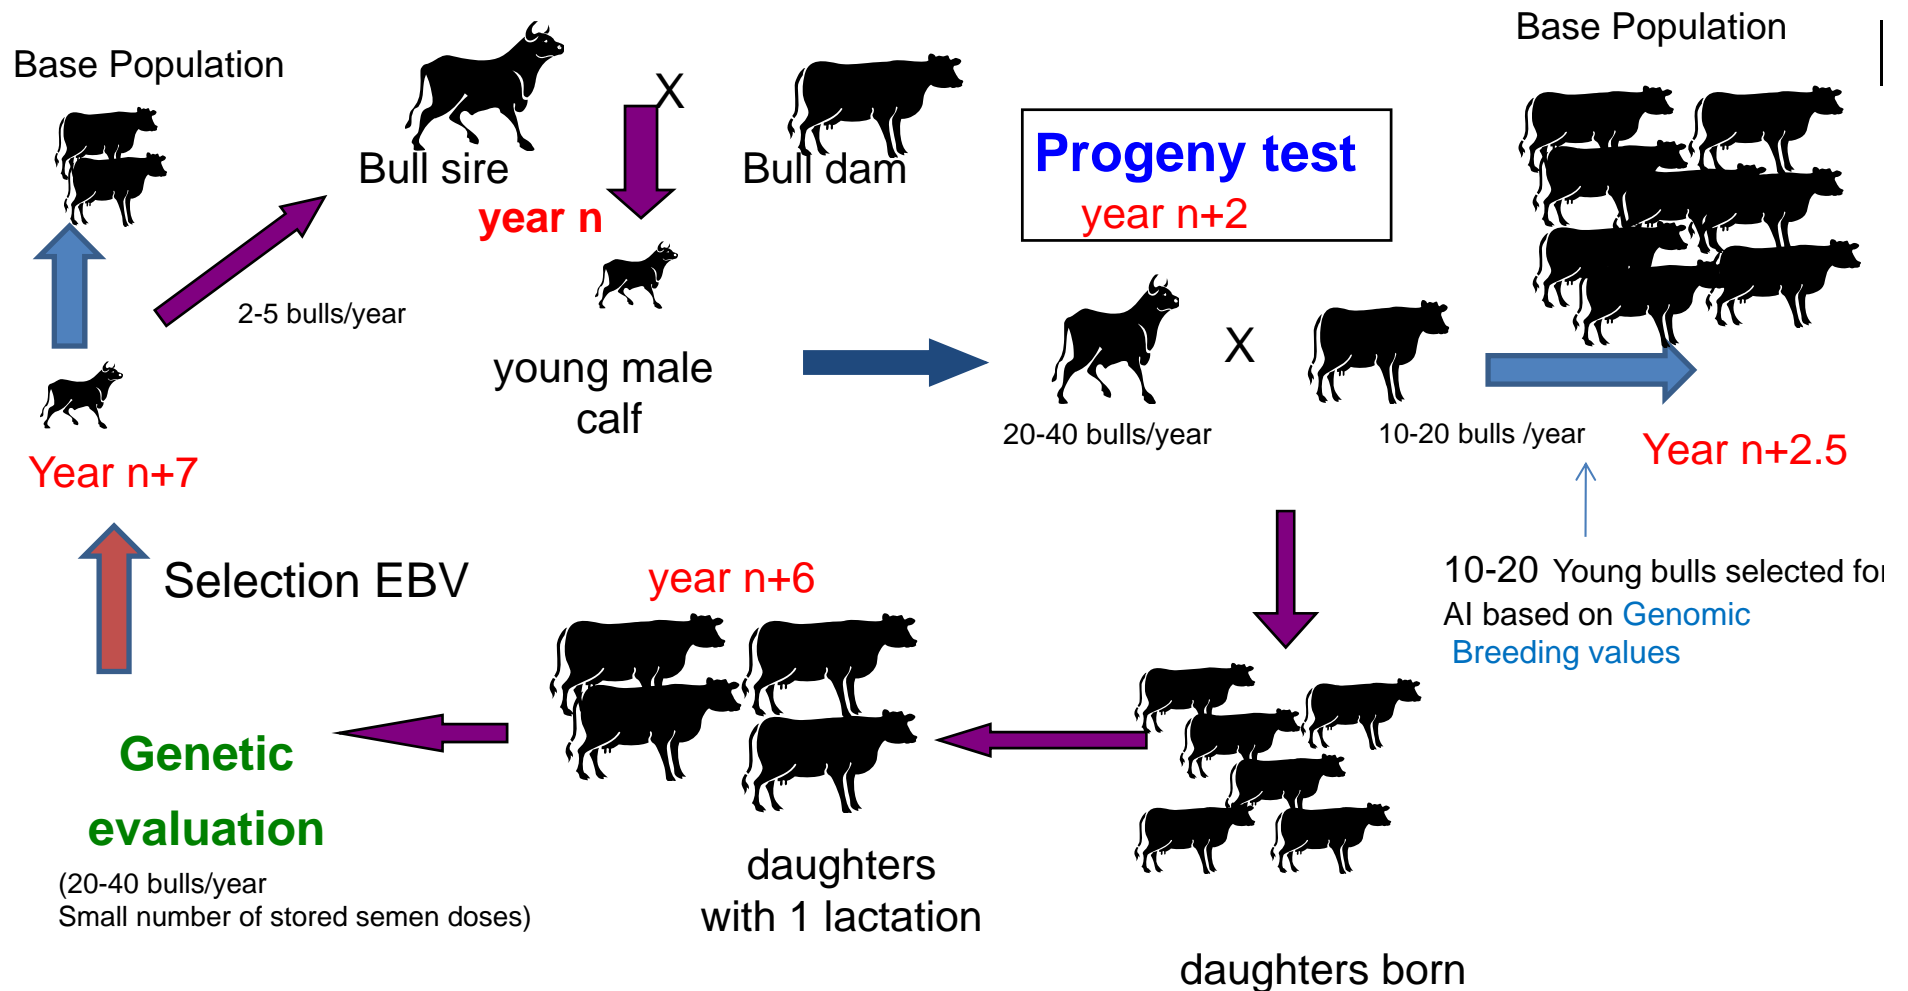 Base Population
Base Population
X
Bull sire
Bull dam
year n
Progeny test
year n+2
2-5 bulls/year
young male
calf
X
20-40 bulls/year
10-20 bulls /year
Year n+2.5
Year n+7
Selection EBV
year n+6
10-20 Young bulls selected for
AI based on Genomic
Breeding values
Genetic
evaluation
(20-40 bulls/year
Small number of stored semen doses)
daughters
with 1 lactation
daughters born